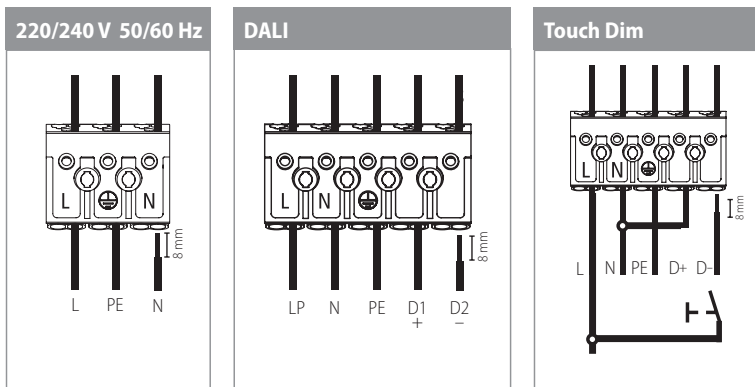 220/240 V 50/60 Hz
L
N
8 mm
L PE N
DALI
L N
8 mm
LP N PE D1 D2
+ −
Touch Dim
L N
8 mm
L N PE D+ D-